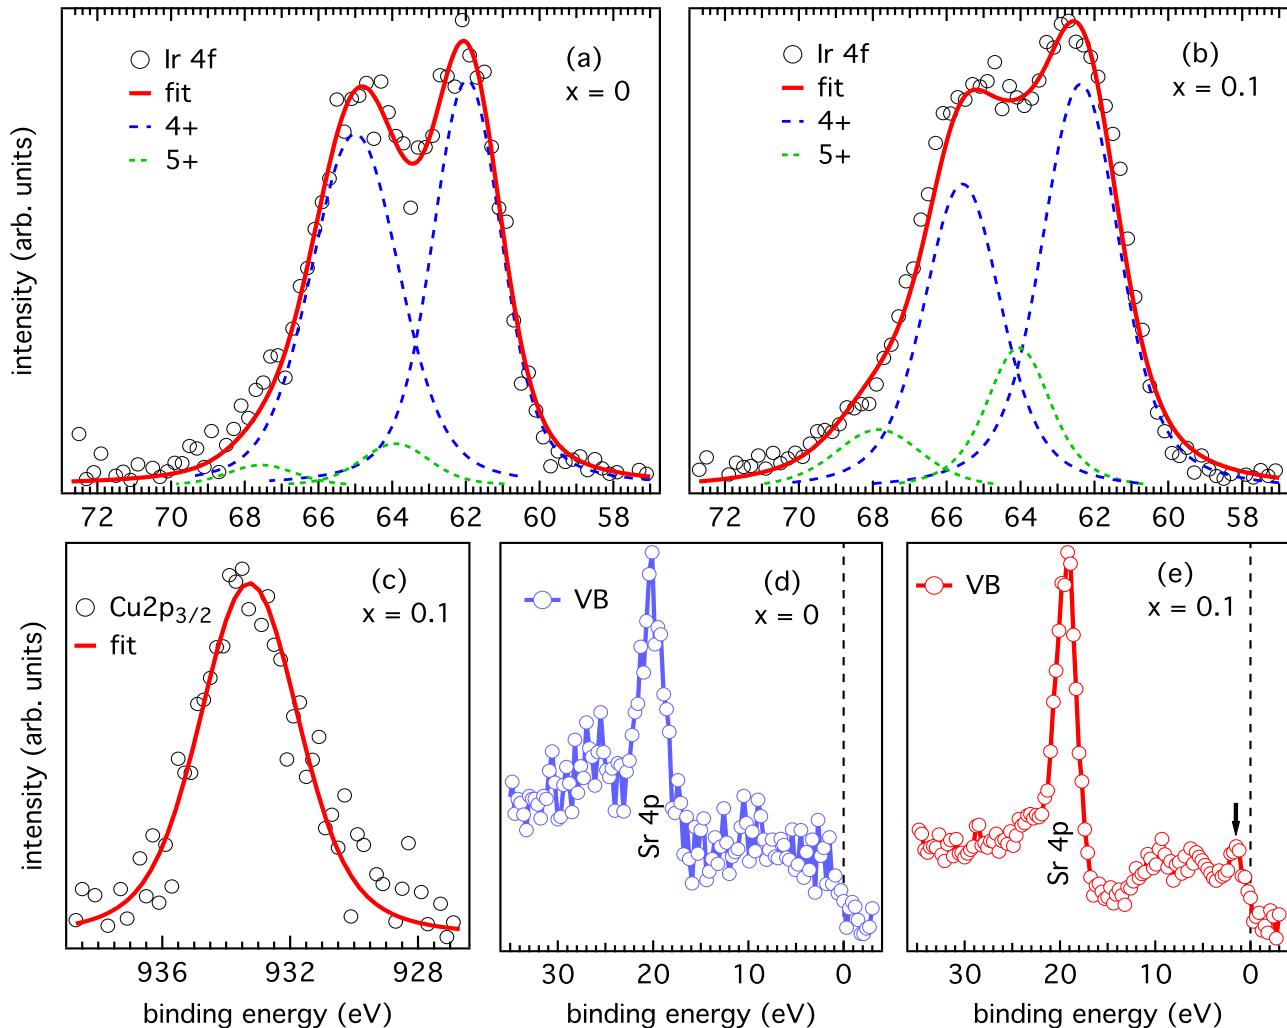 Ir 4f
fit
4+
5+
(a)
x = 0
intensity (arb. units)
72 70 68 66 64 62 60 58
Ir 4f
fit
4+
5+
(b)
x = 0.1
72 70 68 66 64 62 60 58
Cu2p3/2
fit
(c)
x = 0.1
intensity (arb. units)
936 932 928
binding energy (eV)
VB
(d)
x = 0
Sr 4p
30 20 10 0
binding energy (eV)
VB
(e)
x = 0.1
Sr 4p
30 20 10 0
binding energy (eV)